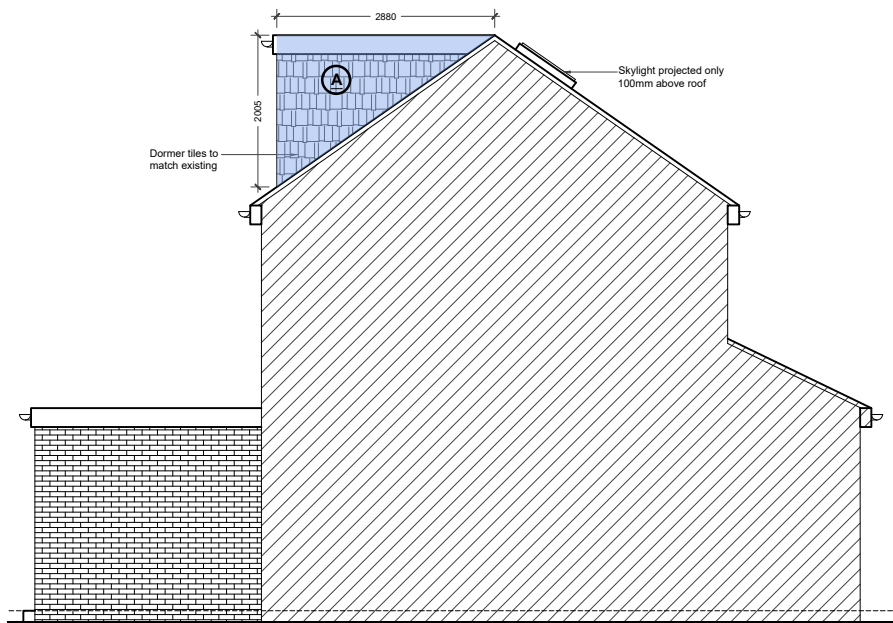 2880
2005
A
Skylight projected only
100mm above roof
Dormer tiles to
match existing